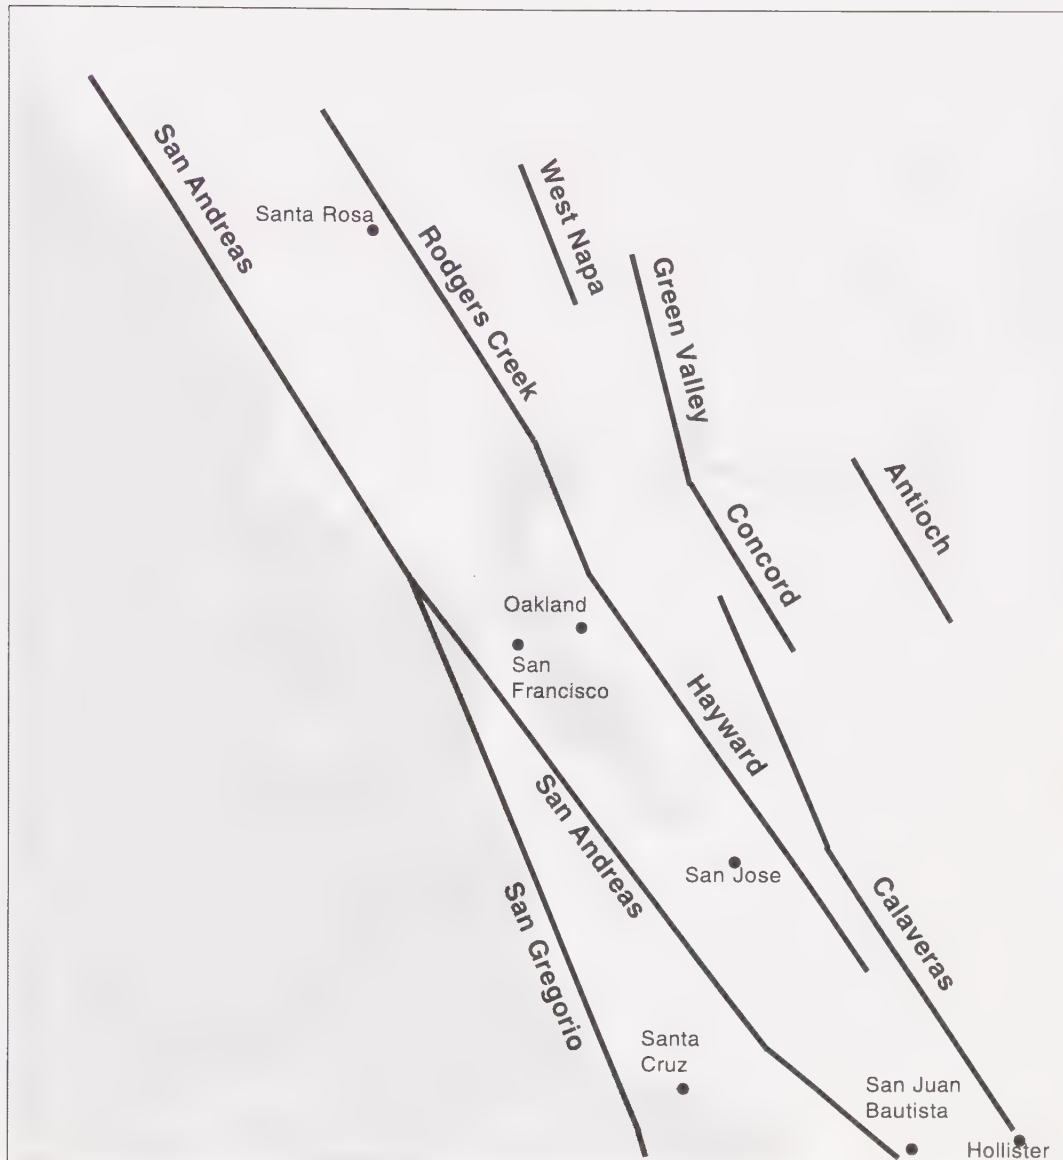 San Andreas
Santa Rosa
Rodgers Creek
West Napa
Green Valley
Antioch
Concord
Oakland
San
Francisco
Hayward
San Andreas
San Jose
Calaveras
San Gregorio
Santa
Cruz
San Juan
Bautista
Hollister